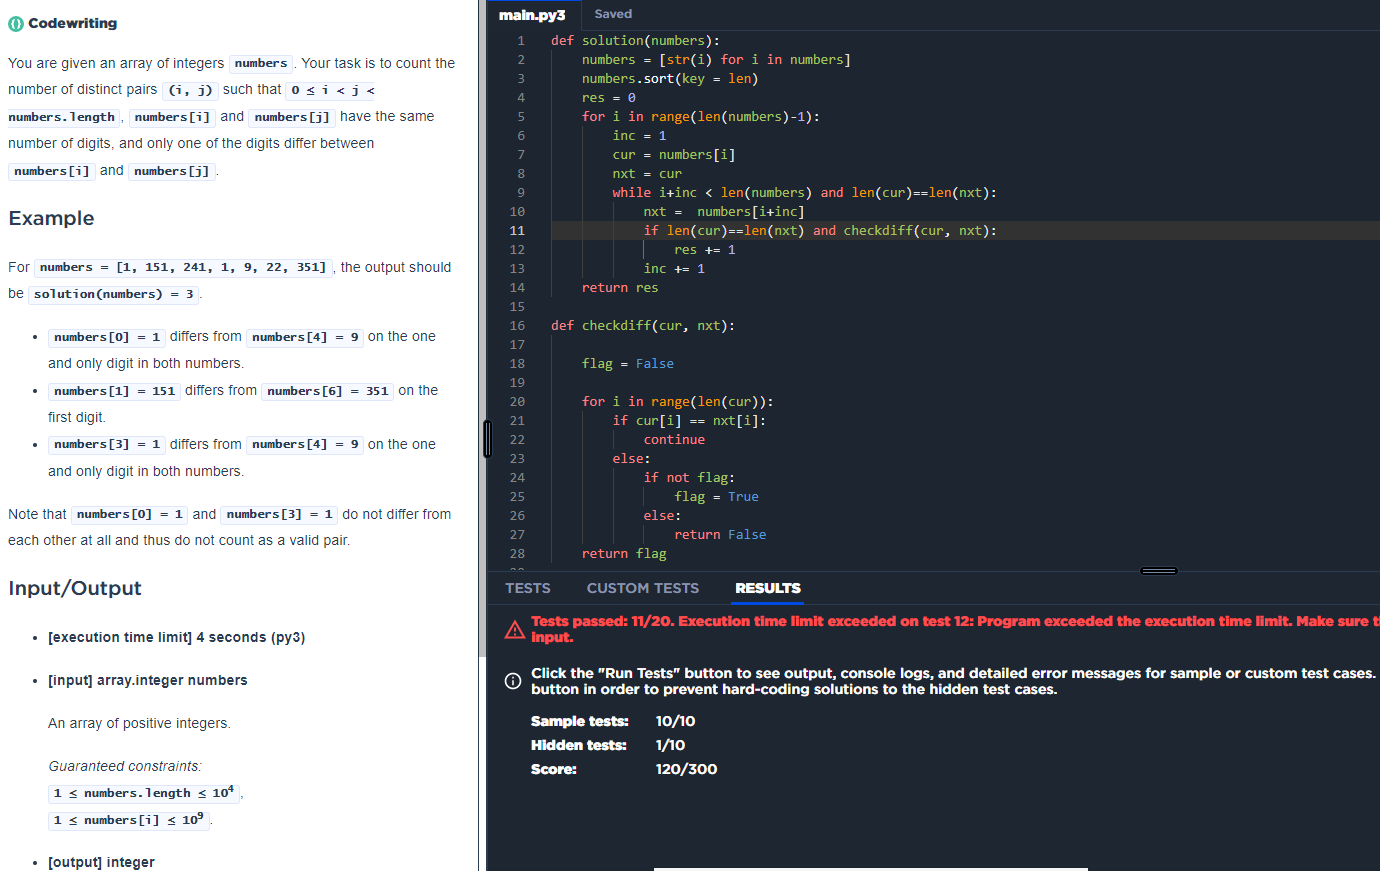 Codewriting
You are given an array of integers numbers . Your task is to count the
number of distinct pairs (i, j) such that 0 ≤ i < j <
numbers.length , numbers[i] and numbers[j] have the same
number of digits, and only one of the digits differ between
numbers[i] and numbers[j] .
Example
For numbers = [1, 151, 241, 1, 9, 22, 351] , the output should
be solution(numbers) = 3 .
• numbers[0] = 1 differs from numbers[4] = 9 on the one
and only digit in both numbers.
• numbers[1] = 151 differs from numbers[6] = 351 on the
first digit.
• numbers[3] = 1 differs from numbers[4] = 9 on the one
and only digit in both numbers.
Note that numbers[0] = 1 and numbers[3] = 1 do not differ from
each other at all and thus do not count as a valid pair.
Input/Output
• [execution time limit] 4 seconds (py3)
• [input] array.integer numbers
An array of positive integers.
Guaranteed constraints:
1 ≤ numbers.length ≤ 10⁴ ,
1 ≤ numbers[i] ≤ 10⁹ .
• [output] integer
main.py3 Saved
1 def solution(numbers):
2 numbers = [str(i) for i in numbers]
3 numbers.sort(key = len)
4 res = 0
5 for i in range(len(numbers)-1):
6 inc = 1
7 cur = numbers[i]
8 nxt = cur
9 while i+inc < len(numbers) and len(cur)==len(nxt):
10 nxt = numbers[i+inc]
11 if len(cur)==len(nxt) and checkdiff(cur, nxt):
12 res += 1
13 inc += 1
14 return res
15
16 def checkdiff(cur, nxt):
17
18 flag = False
19
20 for i in range(len(cur)):
21 if cur[i] == nxt[i]:
22 continue
23 else:
24 if not flag:
25 flag = True
26 else:
27 return False
28 return flag
TESTS CUSTOM TESTS RESULTS
Tests passed: 11/20. Execution time limit exceeded on test 12: Program exceeded the execution time limit. Make sure
input.
Click the "Run Tests" button to see output, console logs, and detailed error messages for sample or custom test cases.
button in order to prevent hard-coding solutions to the hidden test cases.
Sample tests: 10/10
Hidden tests: 1/10
Score: 120/300